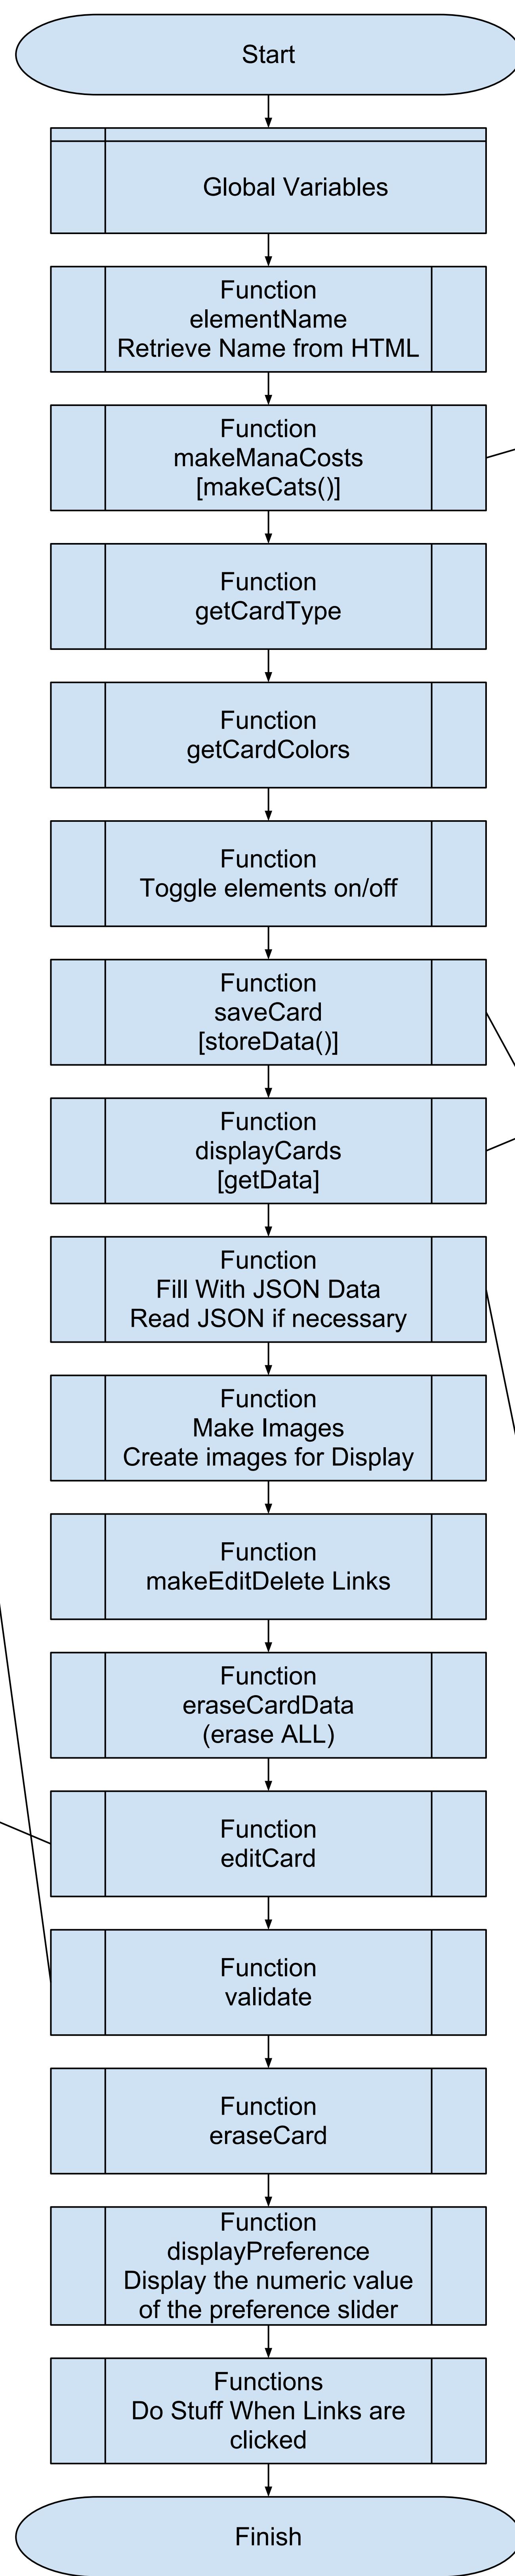 Start
Global Variables
Function
elementName
Retrieve Name from HTML
Function
makeManaCosts
[makeCats()]
Function
getCardType
Function
getCardColors
Function
Toggle elements on/off
Function
saveCard
[storeData()]
Function
displayCards
[getData]
Function
Fill With JSON Data
Read JSON if necessary
Function
Make Images
Create images for Display
Function
makeEditDelete Links
Function
eraseCardData
(erase ALL)
Function
editCard
Function
validate
Function
eraseCard
Function
displayPreference
Display the numeric value
of the preference slider
Functions
Do Stuff When Links are
clicked
Finish